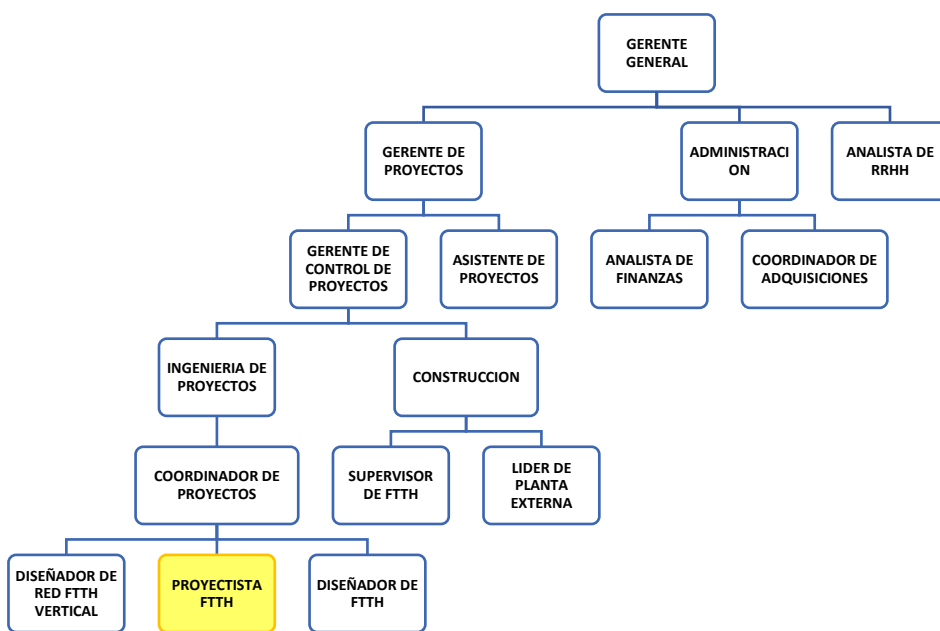 GERENTE
GENERAL
GERENTE DE
PROYECTOS
ADMINISTRACI
ON
ANALISTA DE
RRHH
GERENTE DE
CONTROL DE
PROYECTOS
ASISTENTE DE
PROYECTOS
ANALISTA DE
FINANZAS
COORDINADOR DE
ADQUISICIONES
INGENIERIA DE
PROYECTOS
CONSTRUCCION
COORDINADOR DE
PROYECTOS
SUPERVISOR
DE FTTH
LIDER DE
PLANTA
EXTERNA
DISEÑADOR DE
RED FTTH
VERTICAL
PROYECTISTA
FTTH
DISEÑADOR DE
FTTH